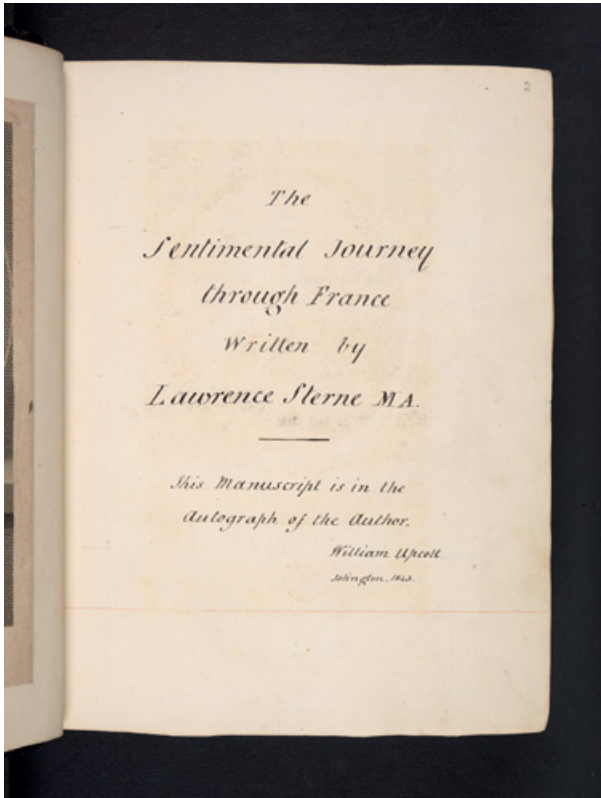 2
The
Sentimental Journey
through France
Written by
Lawrence Sterne M A.
This Manuscript is in the
Autograph of the Author.
William Upcott
Islington. 1843.